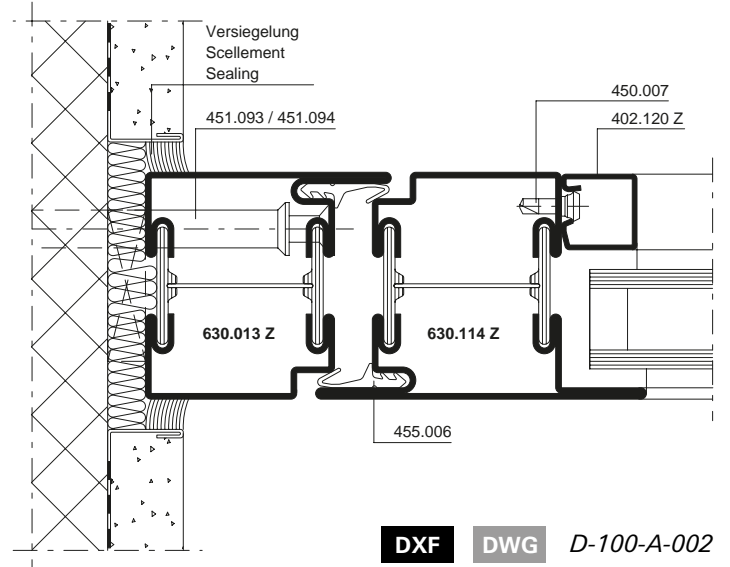 Versiegelung
Scellement
Sealing
451.093 / 451.094
450.007
402.120 Z
630.013 Z
630.114 Z
455.006
DXF DWG D-100-A-002